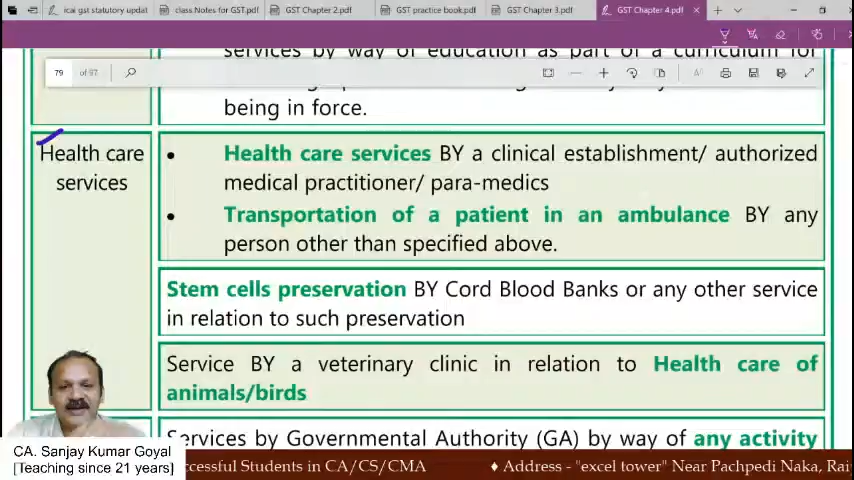 icai gst statutory updat
class Notes for GST.pdf
GST Chapter 2.pdf
GST practice book.pdf
GST Chapter 3.pdf
GST Chapter 4.pdf
services by way of education as part of a curriculum for
79 of 97
being in force.
Health care services
Health care services BY a clinical establishment/ authorized
medical practitioner/ para-medics
Transportation of a patient in an ambulance BY any
person other than specified above.
Stem cells preservation BY Cord Blood Banks or any other service
in relation to such preservation
Service BY a veterinary clinic in relation to Health care of
animals/birds
Services by Governmental Authority (GA) by way of any activity
CA. Sanjay Kumar Goyal
[Teaching since 21 years]
ccessful Students in CA/CS/CMA ♦ Address - "excel tower" Near Pachpedi Naka, Rai